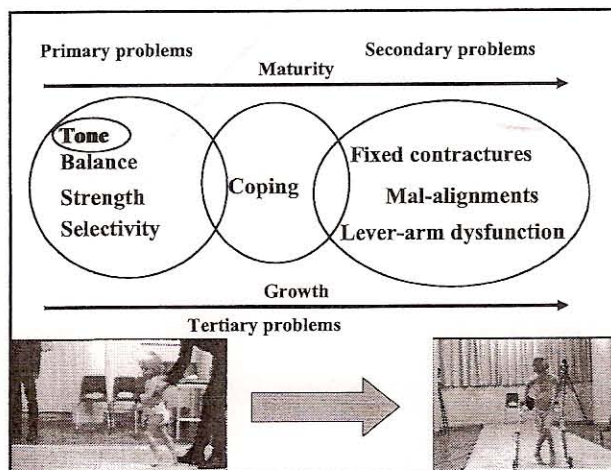 Primary problems
Secondary problems
Maturity
Tone
Balance
Strength
Selectivity
Coping
Fixed contractures
Mal-alignments
Lever-arm dysfunction
Growth
Tertiary problems